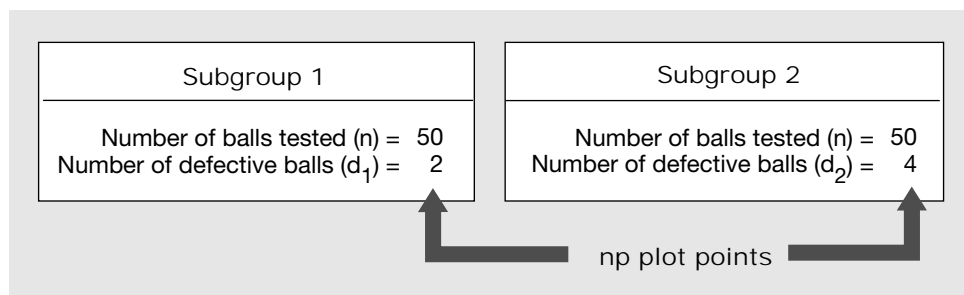 Subgroup 1
Number of balls tested (n) = 50
Number of defective balls (d1) = 2
Subgroup 2
Number of balls tested (n) = 50
Number of defective balls (d2) = 4
np plot points